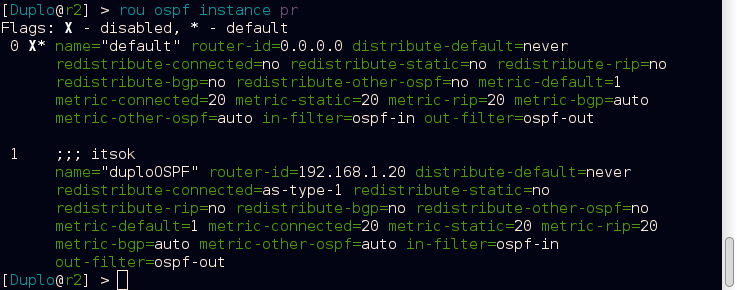 [Duplo@r2] > rou ospf instance pr
Flags: X - disabled, * - default
 0 X* name="default" router-id=0.0.0.0 distribute-default=never
      redistribute-connected=no redistribute-static=no redistribute-rip=no
      redistribute-bgp=no redistribute-other-ospf=no metric-default=1
      metric-connected=20 metric-static=20 metric-rip=20 metric-bgp=auto
      metric-other-ospf=auto in-filter=ospf-in out-filter=ospf-out

 1    ;;; itsok
      name="duploOSPF" router-id=192.168.1.20 distribute-default=never
      redistribute-connected=as-type-1 redistribute-static=no
      redistribute-rip=no redistribute-bgp=no redistribute-other-ospf=no
      metric-default=1 metric-connected=20 metric-static=20 metric-rip=20
      metric-bgp=auto metric-other-ospf=auto in-filter=ospf-in
      out-filter=ospf-out
[Duplo@r2] >